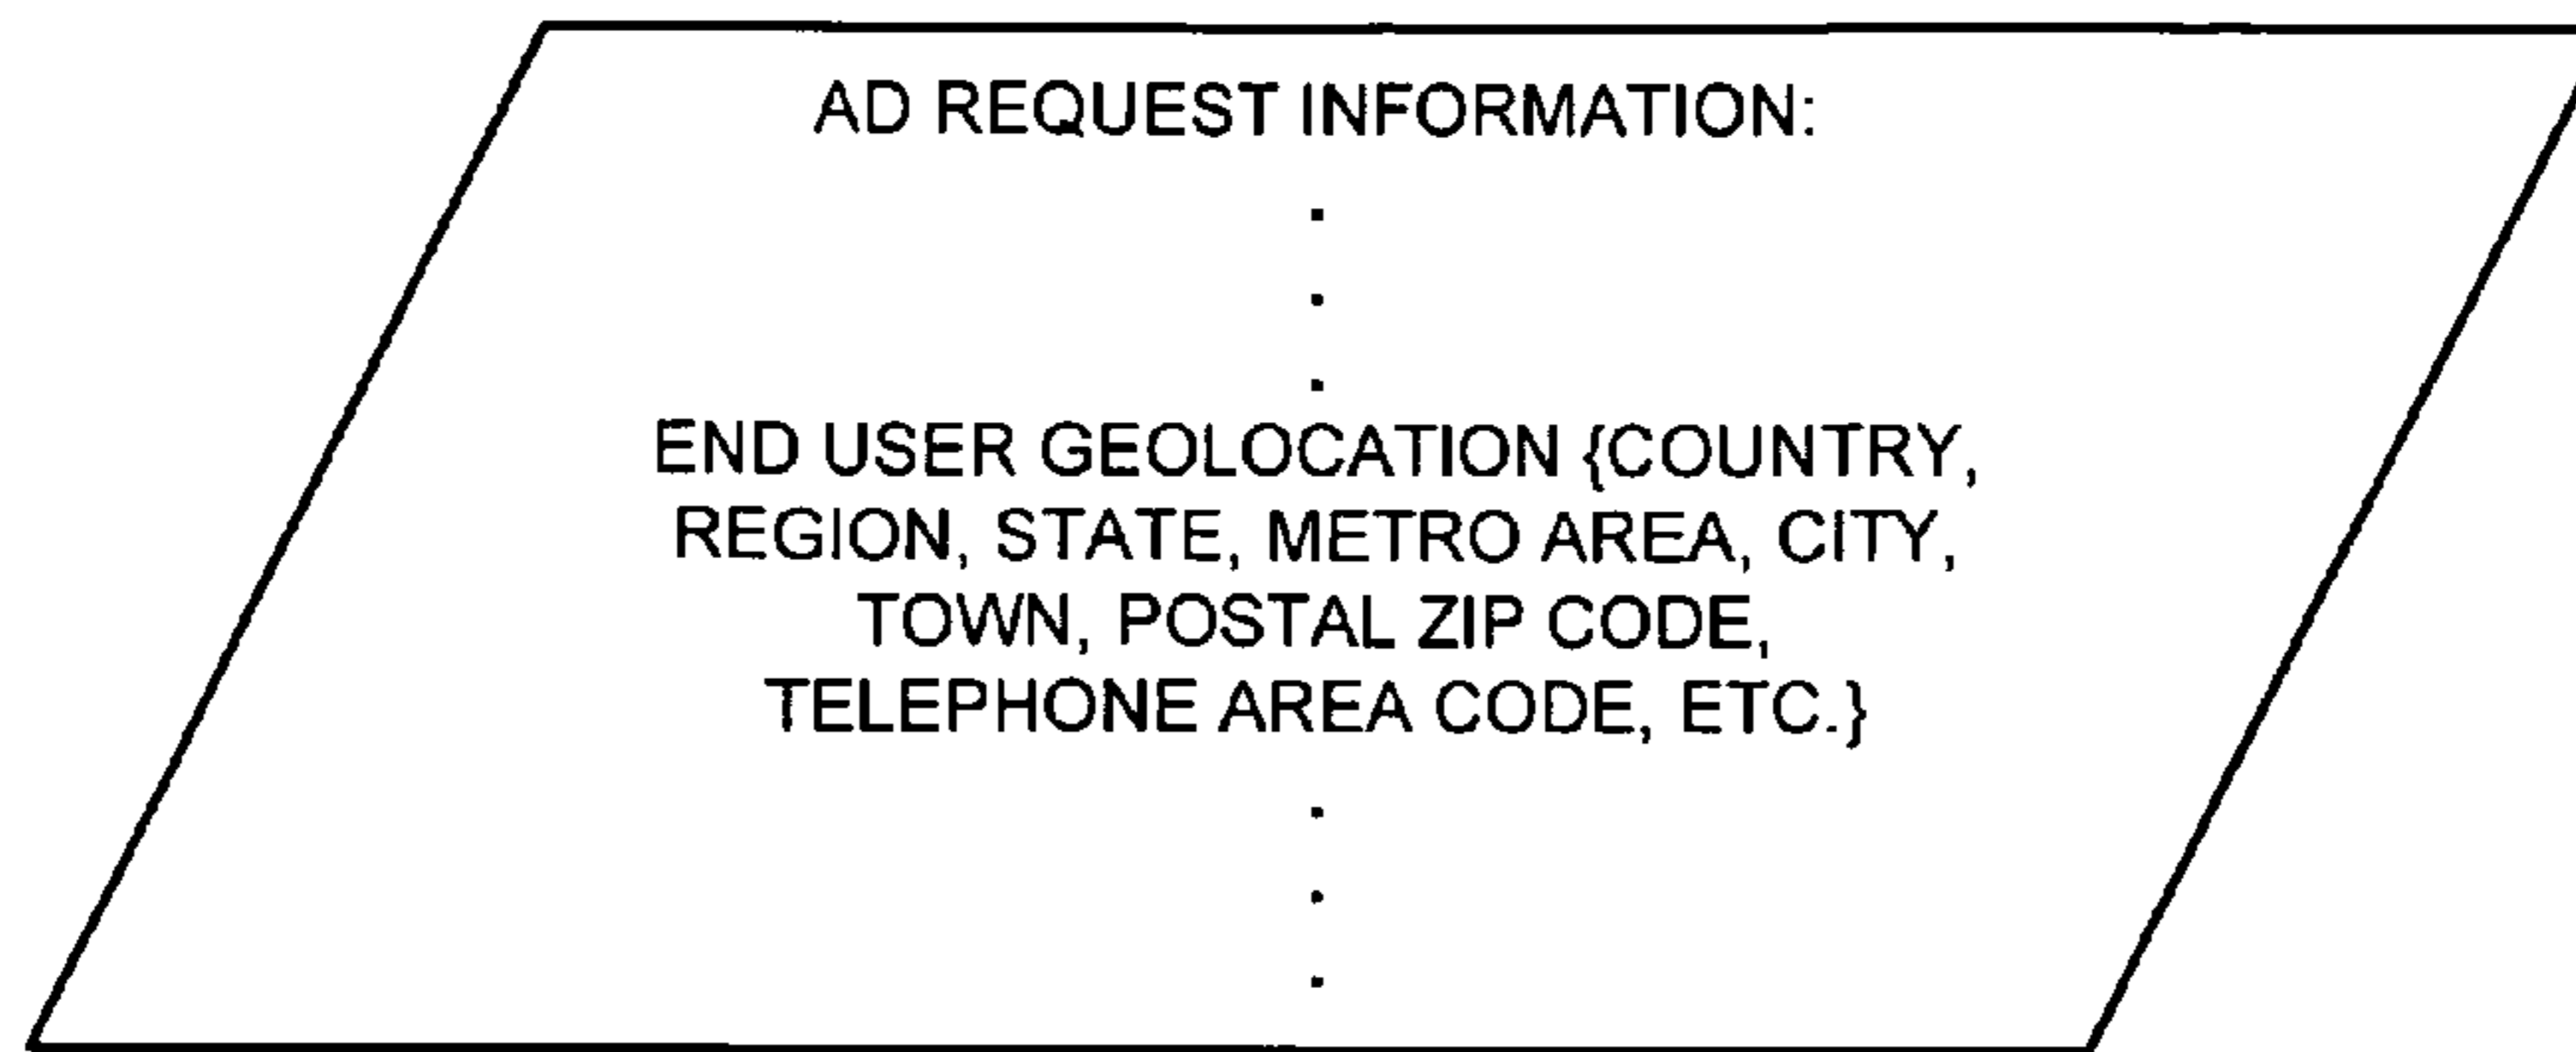 AD REQUEST INFORMATION:
.
.
.
END USER GEOLOCATION {COUNTRY,
REGION, STATE, METRO AREA, CITY,
TOWN, POSTAL ZIP CODE,
TELEPHONE AREA CODE, ETC.}
.
.
.